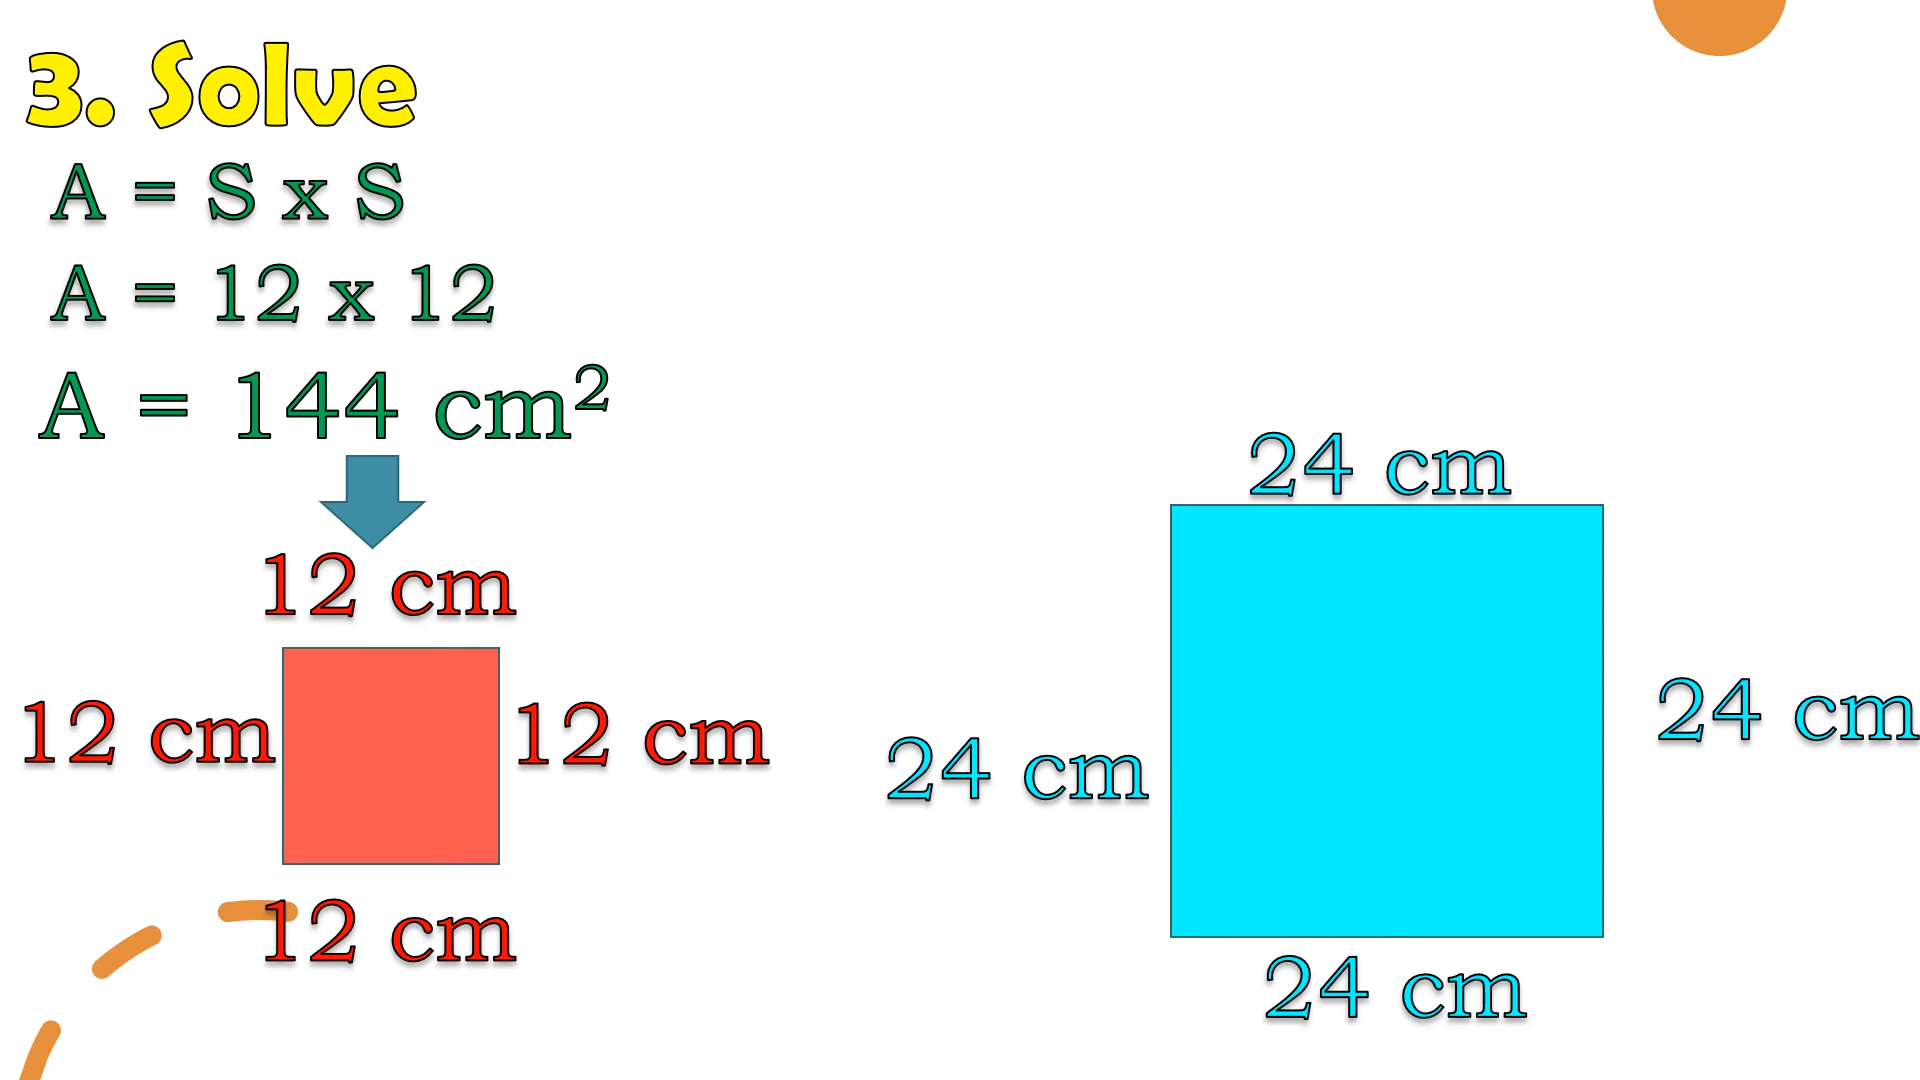 3. Solve
A = S x S
A = 12 x 12
A = 144 cm²
12 cm
12 cm
12 cm
12 cm
24 cm
24 cm
24 cm
24 cm